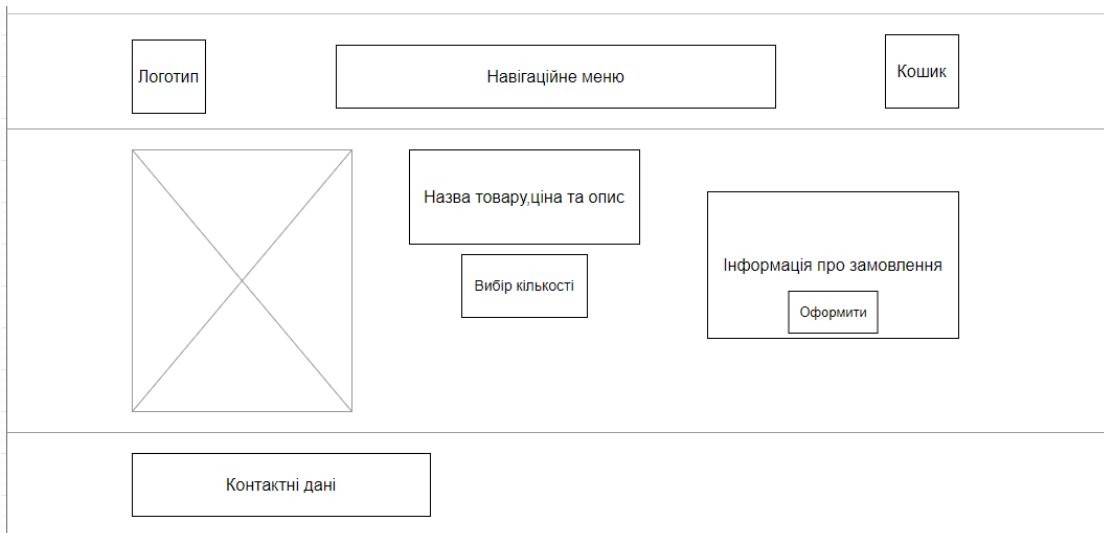 Логотип
Навігаційне меню
Кошик
Назва товару,ціна та опис
Вибір кількості
Інформація про замовлення
Оформити
Контактні дані